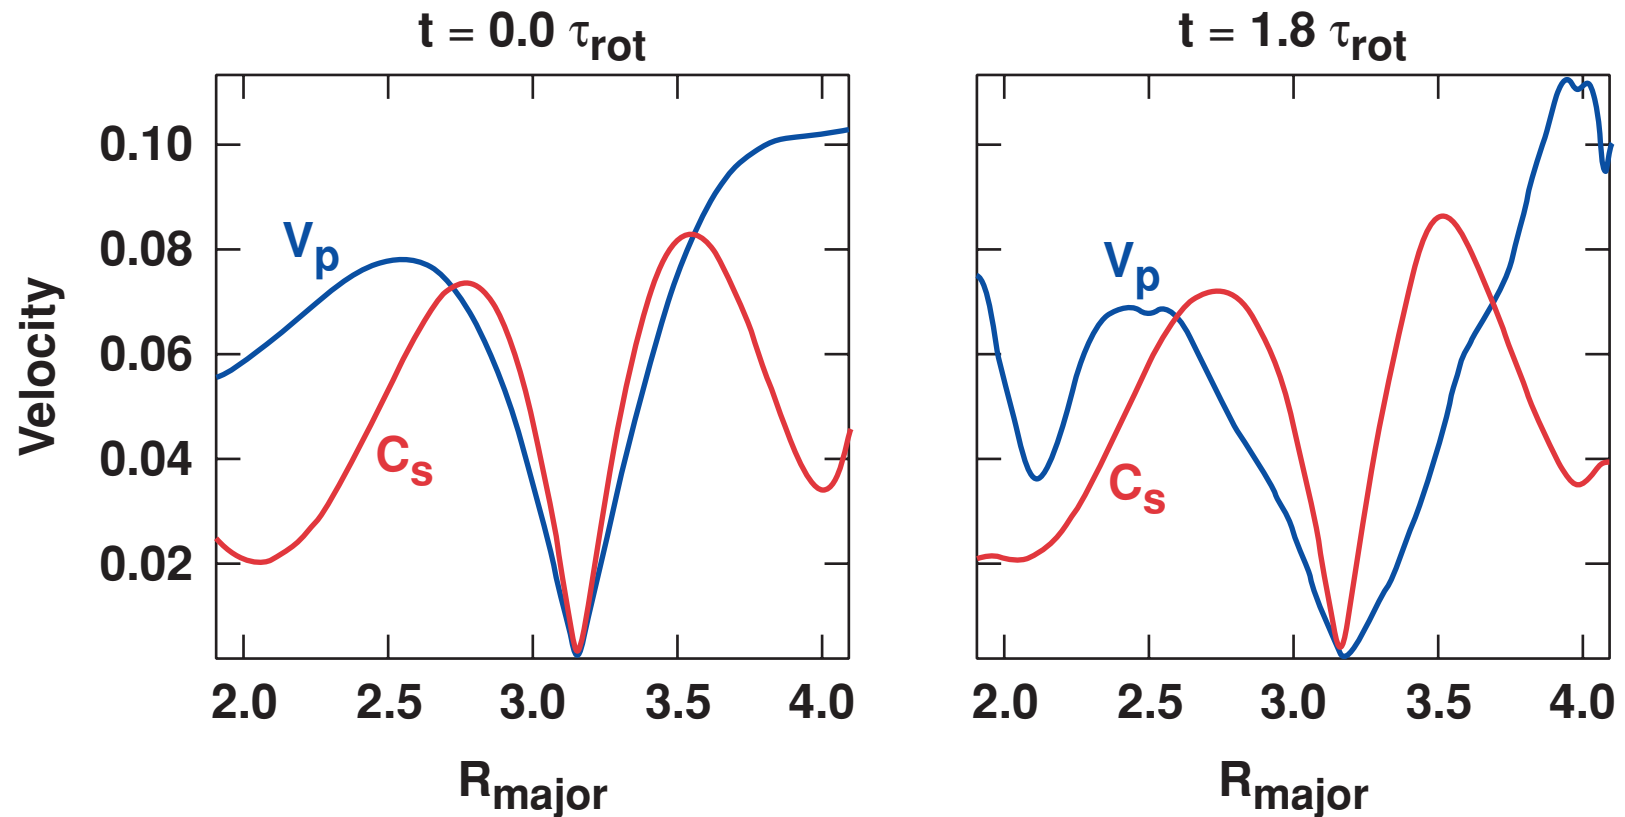 t = 0.0 τrot
t = 1.8 τrot
Velocity
0.10
0.08
0.06
0.04
0.02
Vp
Cs
2.0 2.5 3.0 3.5 4.0
Rmajor
Vp
Cs
2.0 2.5 3.0 3.5 4.0
Rmajor